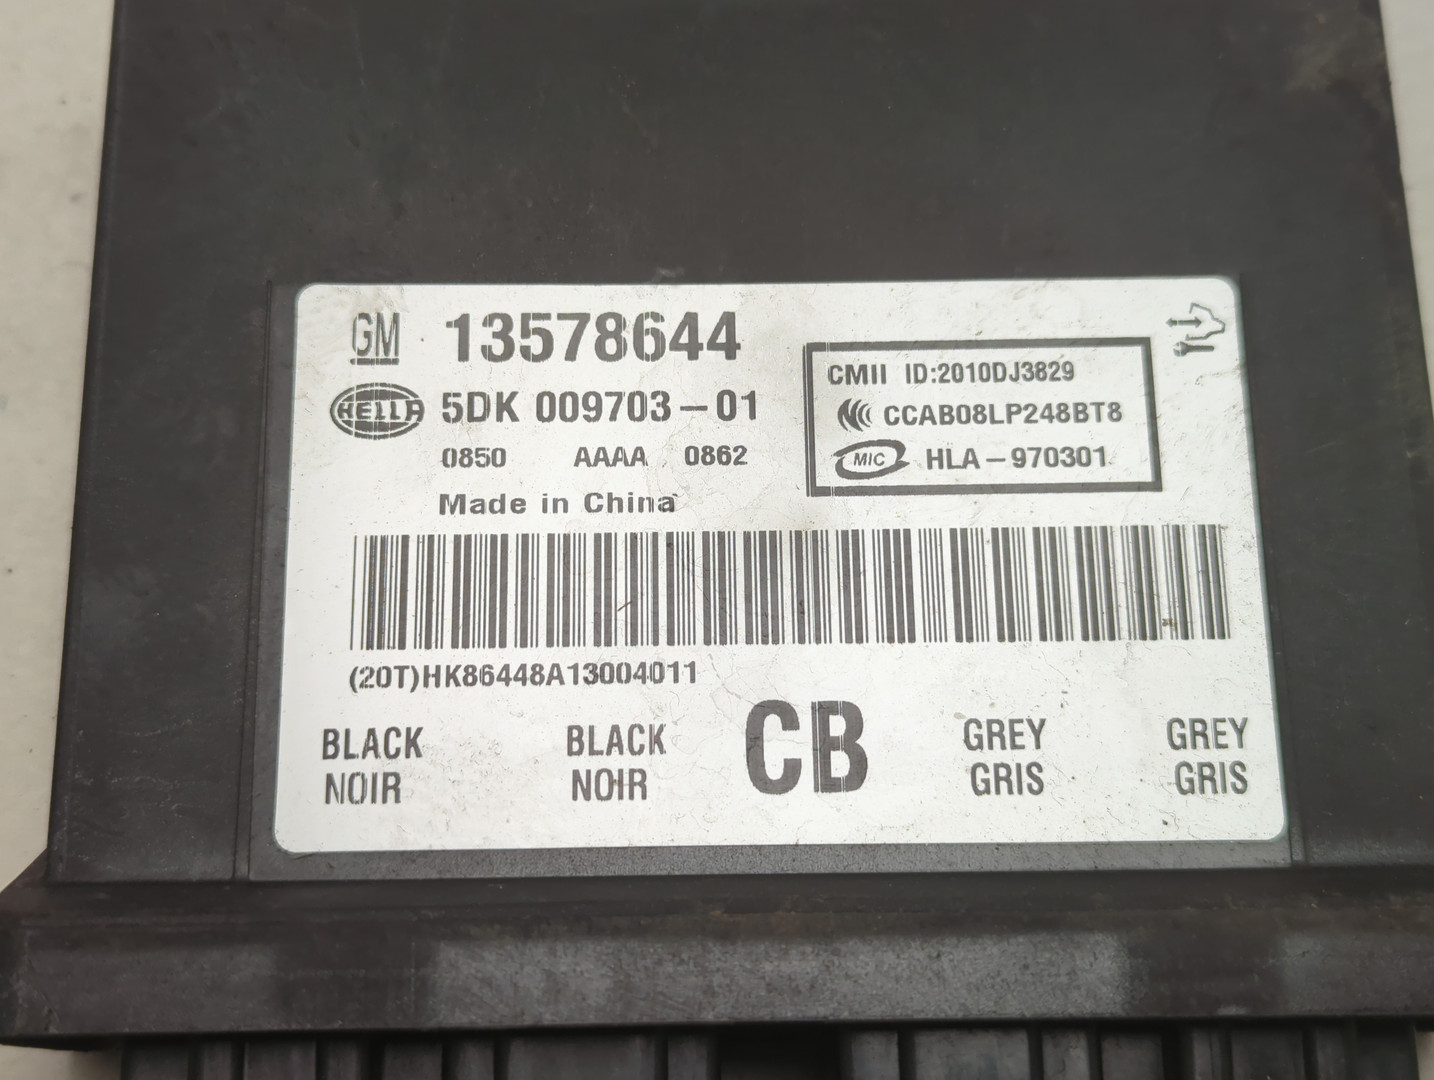 GM 13578644
HELLA 5DK 009703-01
0850 AAAA 0862
Made in China
CMII ID:2010DJ3829
CCC CCAB08LP248BT8
MIC HLA-970301
(20T)HK86448A13004011
BLACK BLACK CB GREY GREY
NOIR NOIR GRIS GRIS